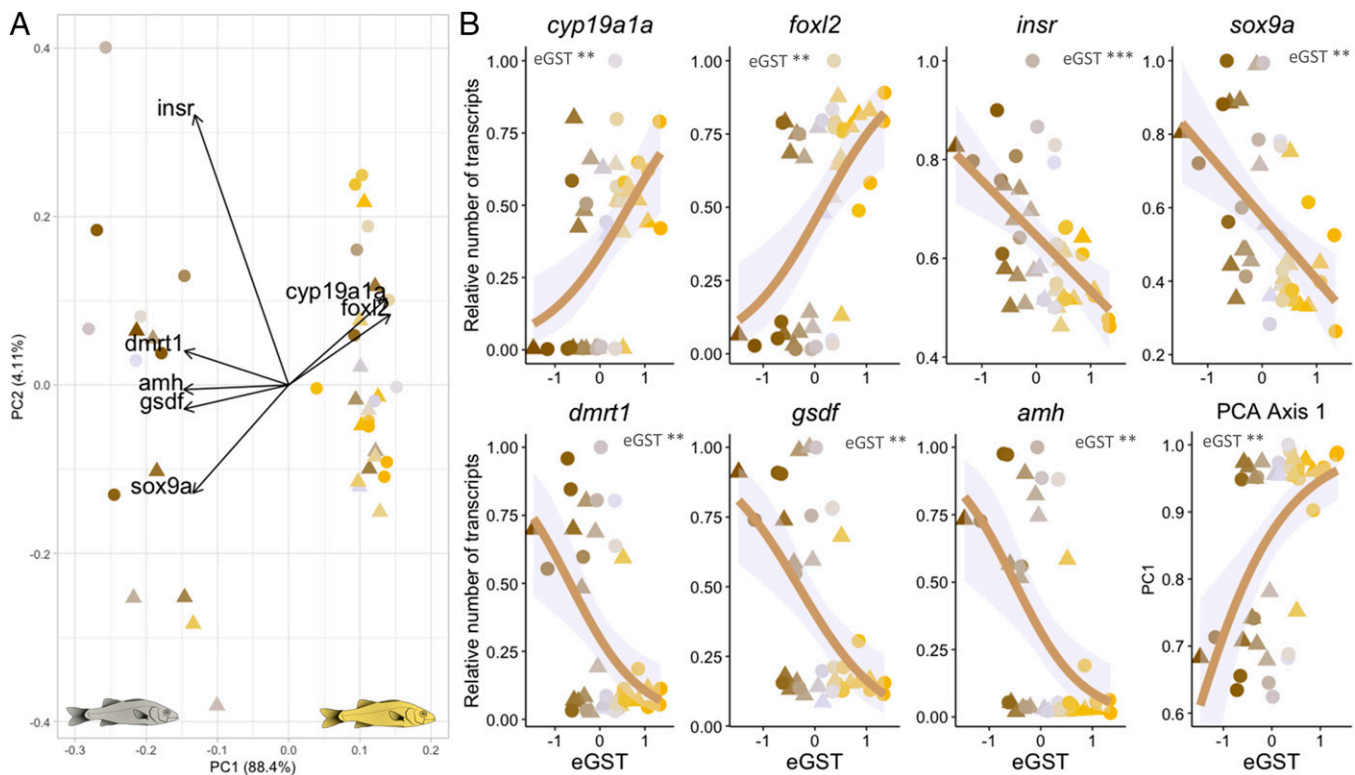 A
0.4
0.2
0.0
-0.2
-0.4
PC2 (4.11%)
insr
cyp19a1a
foxl2
dmrt1
amh
gsdf
sox9a
-0.3 -0.2 -0.1 0.0 0.1 0.2
PC1 (88.4%)
B
cyp19a1a foxl2 insr sox9a
Relative number of transcripts
eGST **
1.00
0.75
0.50
0.25
0.00
-1 0 1
eGST **
1.00
0.75
0.50
0.25
0.00
-1 0 1
eGST ***
1.0
0.8
0.6
0.4
-1 0 1
eGST **
1.0
0.8
0.6
0.4
0.2
-1 0 1
dmrt1 gsdf amh PCA Axis 1
Relative number of transcripts
eGST **
1.00
0.75
0.50
0.25
0.00
-1 0 1
eGST
eGST **
1.00
0.75
0.50
0.25
0.00
-1 0 1
eGST
eGST **
1.00
0.75
0.50
0.25
0.00
-1 0 1
eGST
PC1
eGST **
1.0
0.9
0.8
0.7
0.6
-1 0 1
eGST